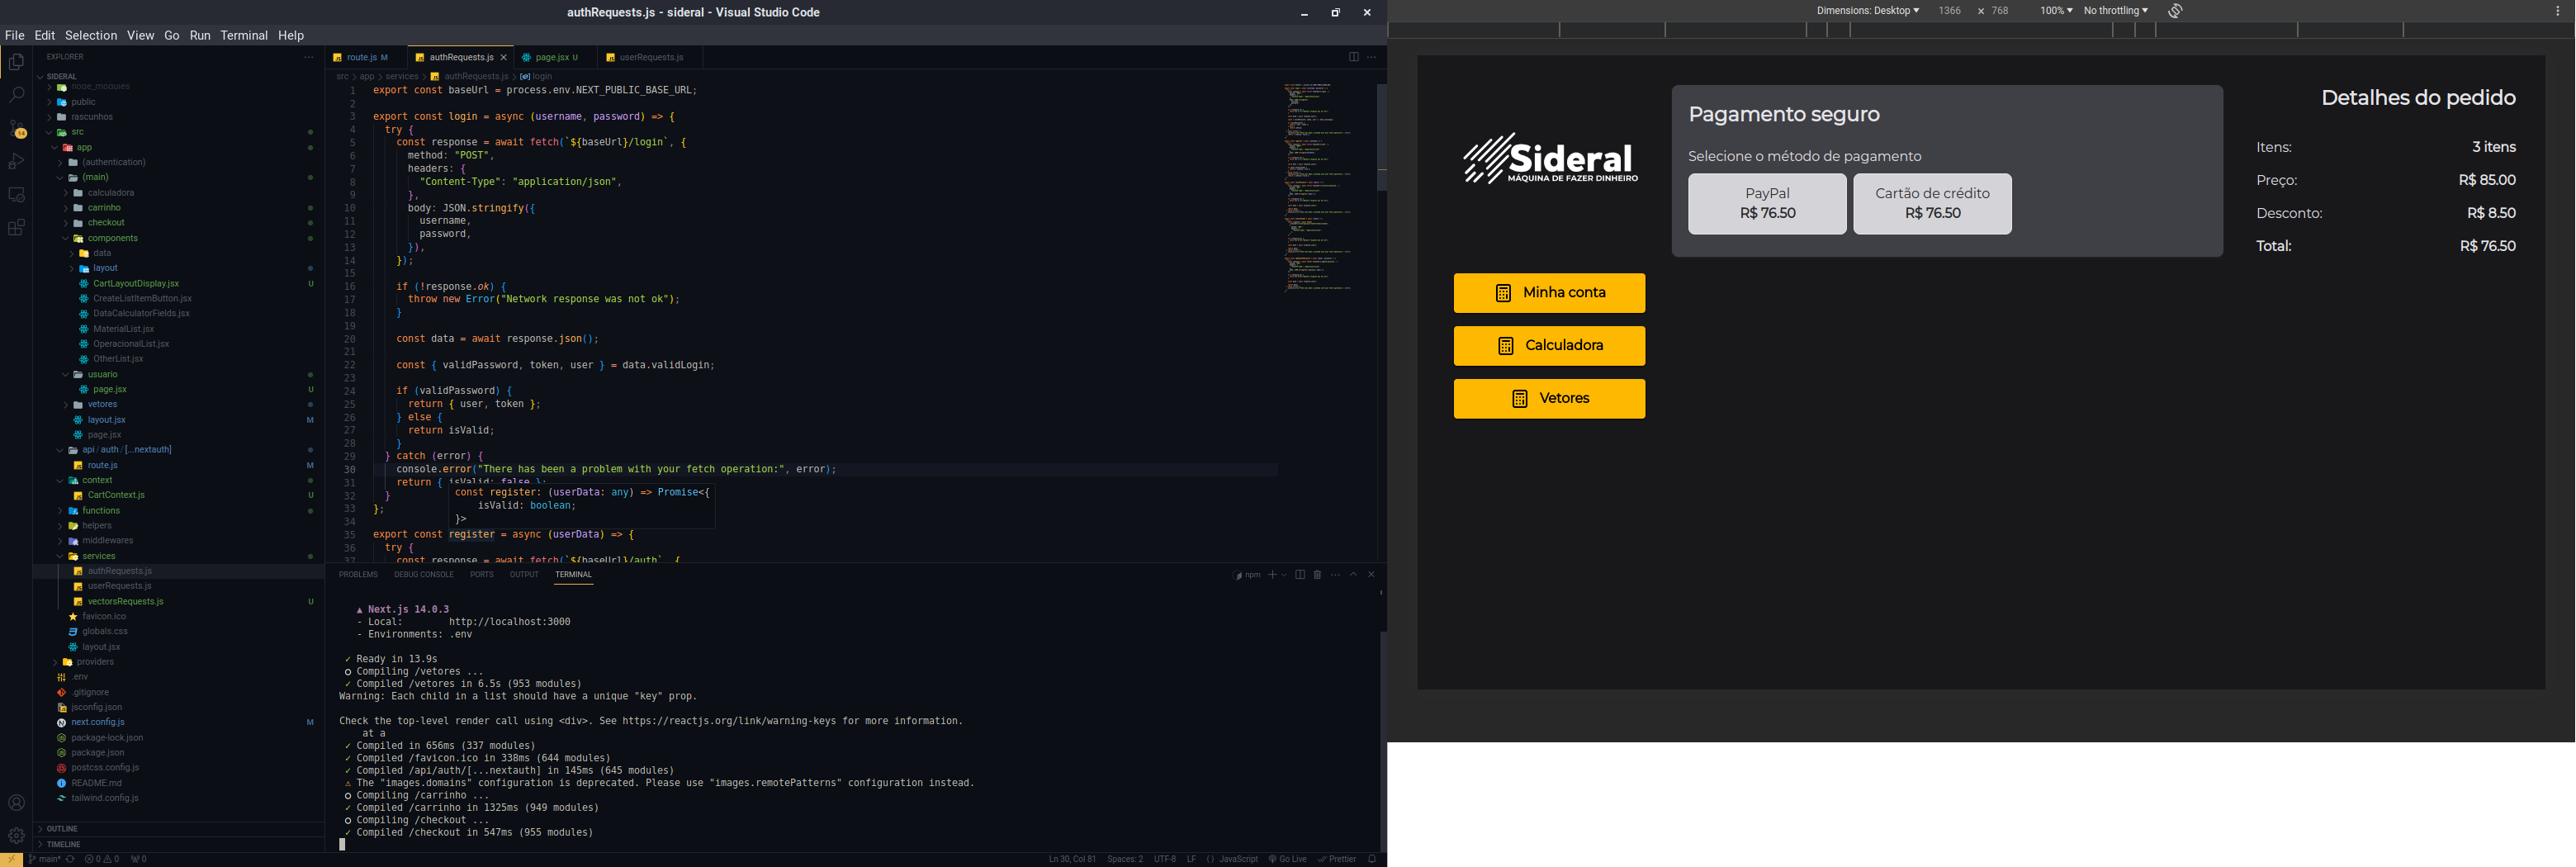 authRequests.js - sideral - Visual Studio Code
File Edit Selection View Go Run Terminal Help
EXPLORER
SIDERAL
node_modules
public
rascunhos
src
app
(authentication)
(main)
calculadora
carrinho
checkout
components
data
layout
CartLayoutDisplay.jsx U
CreateListItemButton.jsx
DataCalculatorFields.jsx
MaterialList.jsx
OperacionalList.jsx
OtherList.jsx
usuario
page.jsx U
vetores
layout.jsx M
page.jsx
api / auth / [...nextauth]
route.js M
context
CartContext.js U
functions
helpers
middlewares
services
authRequests.js
userRequests.js
vectorsRequests.js U
favicon.ico
globals.css
layout.jsx
providers
.env
.gitignore
jsconfig.json
next.config.js M
package-lock.json
package.json
postcss.config.js
README.md
tailwind.config.js
OUTLINE
TIMELINE
14
route.js M
authRequests.js
page.jsx U
userRequests.js
src > app > services > authRequests.js > login
1 export const baseUrl = process.env.NEXT_PUBLIC_BASE_URL;
2
3 export const login = async (username, password) => {
4 try {
5 const response = await fetch(`${baseUrl}/login`, {
6 method: "POST",
7 headers: {
8 "Content-Type": "application/json",
9 },
10 body: JSON.stringify({
11 username,
12 password,
13 }),
14 });
15
16 if (!response.ok) {
17 throw new Error("Network response was not ok");
18 }
19
20 const data = await response.json();
21
22 const { validPassword, token, user } = data.validLogin;
23
24 if (validPassword) {
25 return { user, token };
26 } else {
27 return isValid;
28 }
29 } catch (error) {
30 console.error("There has been a problem with your fetch operation:", error);
31 return { isValid: false };
32 }
33 };
34
const register: (userData: any) => Promise<{
isValid: boolean;
}>
35 export const register = async (userData) => {
36 try {
37 const response = await fetch(`${baseUrl}/auth`, {
PROBLEMS DEBUG CONSOLE PORTS OUTPUT TERMINAL
npm
▲ Next.js 14.0.3
- Local: http://localhost:3000
- Environments: .env
✓ Ready in 13.9s
○ Compiling /vetores ...
✓ Compiled /vetores in 6.5s (953 modules)
Warning: Each child in a list should have a unique "key" prop.
Check the top-level render call using <div>. See https://reactjs.org/link/warning-keys for more information.
at a
✓ Compiled in 656ms (337 modules)
✓ Compiled /favicon.ico in 338ms (644 modules)
✓ Compiled /api/auth/[...nextauth] in 145ms (645 modules)
⚠ The "images.domains" configuration is deprecated. Please use "images.remotePatterns" configuration instead.
○ Compiling /carrinho ...
✓ Compiled /carrinho in 1325ms (949 modules)
○ Compiling /checkout ...
✓ Compiled /checkout in 547ms (955 modules)
main* 0 0 0
Ln 30, Col 81 Spaces: 2 UTF-8 LF {} JavaScript Go Live Prettier
Dimensions: Desktop 1366 × 768 100% No throttling
Sideral
MÁQUINA DE FAZER DINHEIRO
Minha conta
Calculadora
Vetores
Pagamento seguro
Selecione o método de pagamento
PayPal
R$ 76.50
Cartão de crédito
R$ 76.50
Detalhes do pedido
Itens: 3 itens
Preço: R$ 85.00
Desconto: R$ 8.50
Total: R$ 76.50